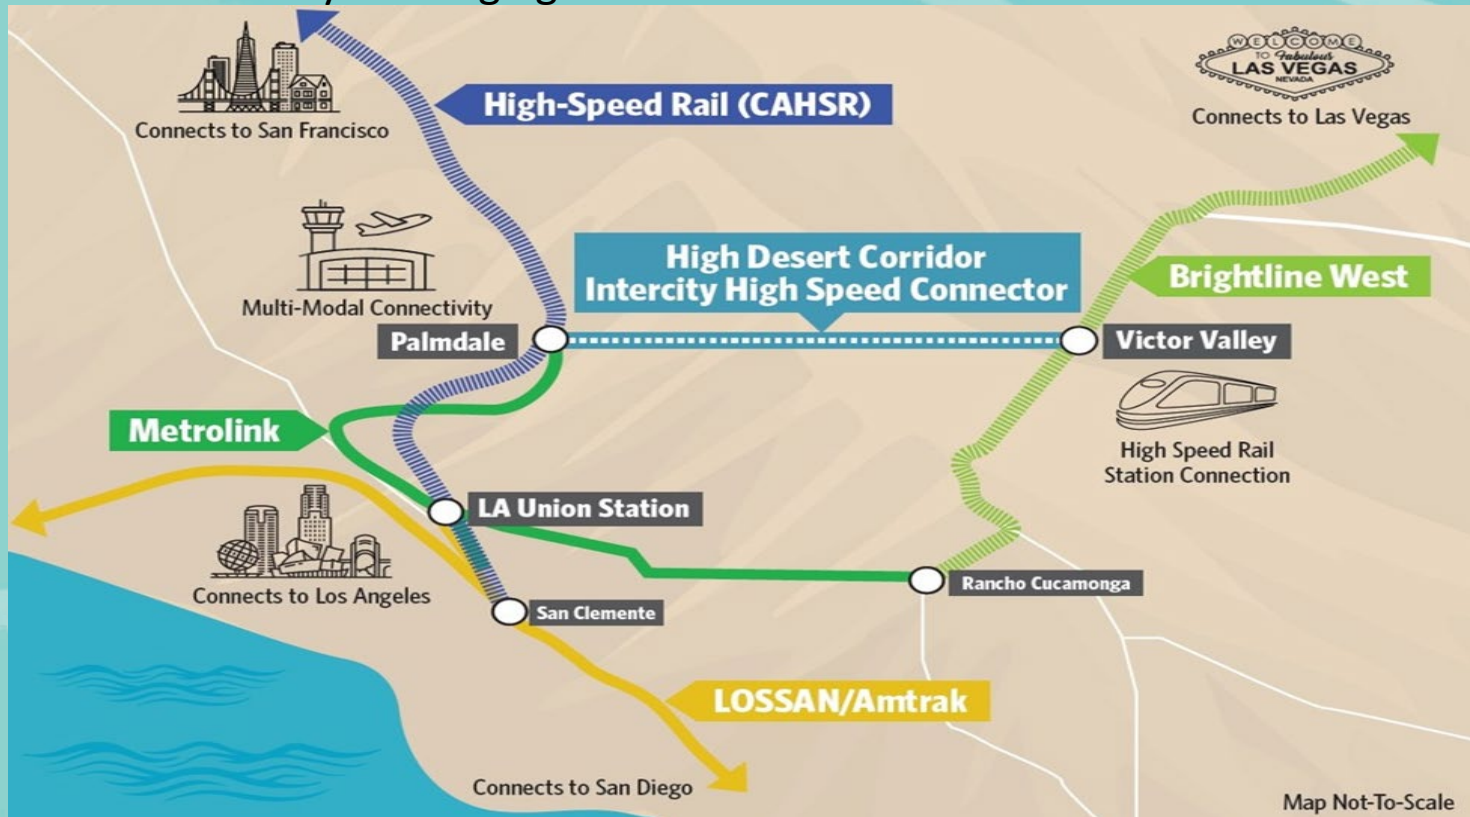 WELCOME
TO Fabulous
LAS VEGAS
NEVADA
Connects to Las Vegas
High-Speed Rail (CAHSR)
Connects to San Francisco
High Desert Corridor
Intercity High Speed Connector
Brightline West
Multi-Modal Connectivity
Palmdale
Victor Valley
Metrolink
High Speed Rail
Station Connection
LA Union Station
Connects to Los Angeles
Rancho Cucamonga
San Clemente
LOSSAN/Amtrak
Connects to San Diego
Map Not-To-Scale